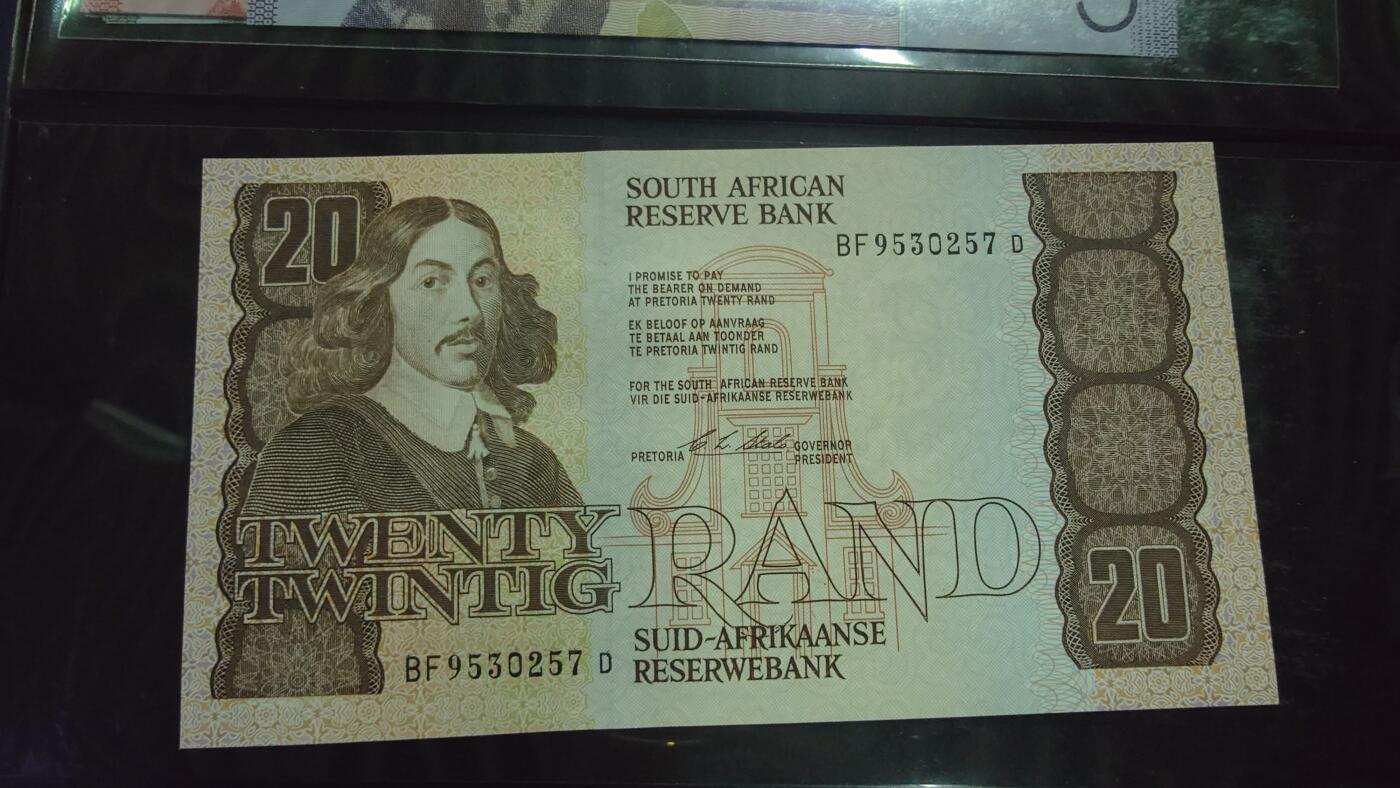 20
SOUTH AFRICAN
RESERVE BANK
BF9530257 D
I PROMISE TO PAY
THE BEARER ON DEMAND
AT PRETORIA TWENTY RAND
EK BELOOF OP AANVRAAG
TE BETAAL AAN TOONDER
TE PRETORIA TWINTIG RAND
FOR THE SOUTH AFRICAN RESERVE BANK
VIR DIE SUID-AFRIKAANSE RESERWEBANK
GOVERNOR
PRETORIA PRESIDENT
TWENTY
TWINTIG RAND
20
SUID-AFRIKAANSE
RESERWEBANK
BF9530257 D